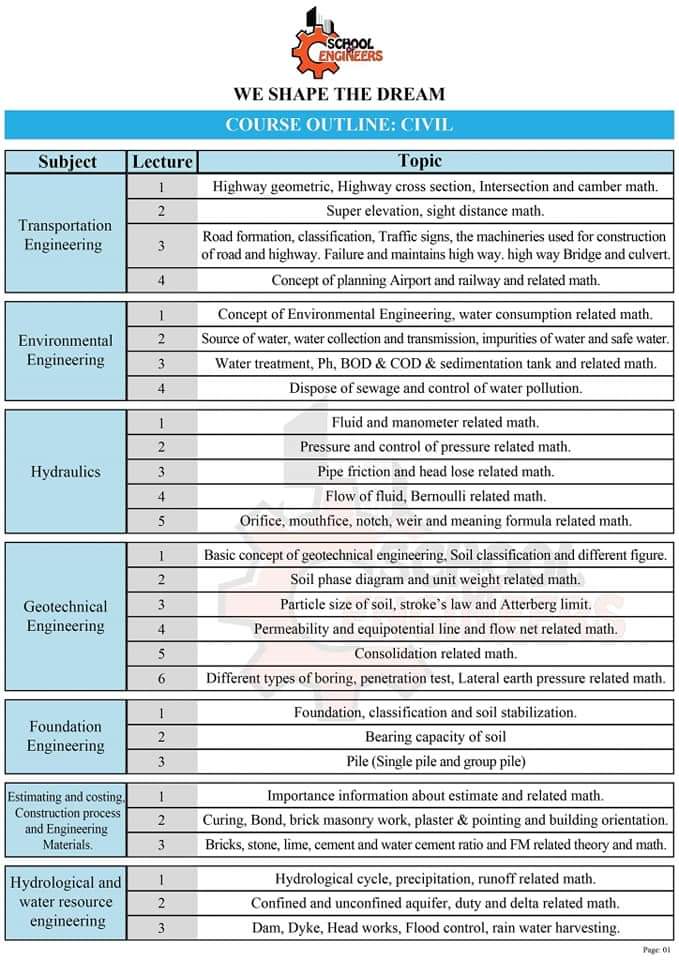 SCHOOL
OF
ENGINEERS
WE SHAPE THE DREAM
COURSE OUTLINE: CIVIL
Subject Lecture Topic
Transportation Engineering
1 Highway geometric, Highway cross section, Intersection and camber math.
2 Super elevation, sight distance math.
3 Road formation, classification, Traffic signs, the machineries used for construction
of road and highway. Failure and maintains high way. high way Bridge and culvert.
4 Concept of planning Airport and railway and related math.
Environmental Engineering
1 Concept of Environmental Engineering, water consumption related math.
2 Source of water, water collection and transmission, impurities of water and safe water.
3 Water treatment, Ph, BOD & COD & sedimentation tank and related math.
4 Dispose of sewage and control of water pollution.
Hydraulics
1 Fluid and manometer related math.
2 Pressure and control of pressure related math.
3 Pipe friction and head lose related math.
4 Flow of fluid, Bernoulli related math.
5 Orifice, mouthfice, notch, weir and meaning formula related math.
Geotechnical Engineering
1 Basic concept of geotechnical engineering, Soil classification and different figure.
2 Soil phase diagram and unit weight related math.
3 Particle size of soil, stroke's law and Atterberg limit.
4 Permeability and equipotential line and flow net related math.
5 Consolidation related math.
6 Different types of boring, penetration test, Lateral earth pressure related math.
Foundation Engineering
1 Foundation, classification and soil stabilization.
2 Bearing capacity of soil
3 Pile (Single pile and group pile)
Estimating and costing,
Construction process
and Engineering
Materials.
1 Importance information about estimate and related math.
2 Curing, Bond, brick masonry work, plaster & pointing and building orientation.
3 Bricks, stone, lime, cement and water cement ratio and FM related theory and math.
Hydrological and
water resource
engineering
1 Hydrological cycle, precipitation, runoff related math.
2 Confined and unconfined aquifer, duty and delta related math.
3 Dam, Dyke, Head works, Flood control, rain water harvesting.
Page: 01